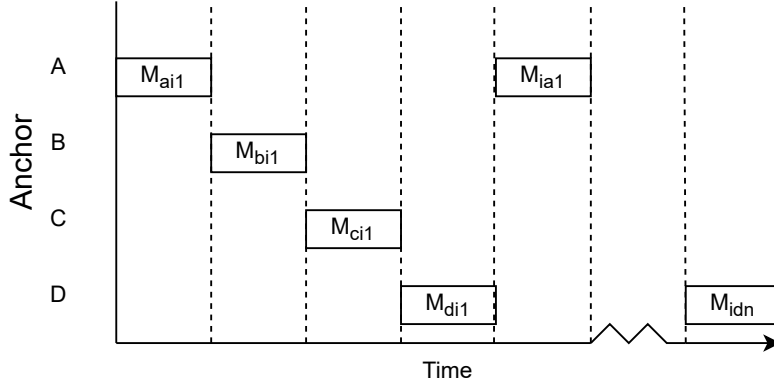 A
M_ai1
M_ia1
B
M_bi1
Anchor
C
M_ci1
D
M_di1
M_idn
Time